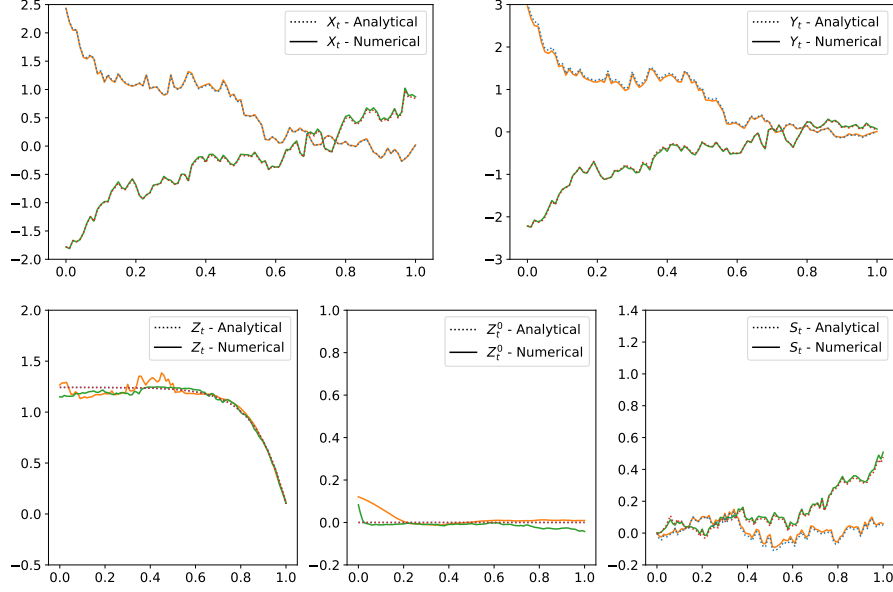 2.5
2.0
1.5
1.0
0.5
0.0
−0.5
−1.0
−1.5
−2.0
0.0 0.2 0.4 0.6 0.8 1.0
X_t - Analytical
X_t - Numerical
3
2
1
0
−1
−2
−3
0.0 0.2 0.4 0.6 0.8 1.0
Y_t - Analytical
Y_t - Numerical
2.0
1.5
1.0
0.5
0.0
−0.5
0.0 0.2 0.4 0.6 0.8 1.0
Z_t - Analytical
Z_t - Numerical
1.0
0.8
0.6
0.4
0.2
0.0
−0.2
0.0 0.2 0.4 0.6 0.8 1.0
Z_t^0 - Analytical
Z_t^0 - Numerical
1.4
1.2
1.0
0.8
0.6
0.4
0.2
0.0
−0.2
0.0 0.2 0.4 0.6 0.8 1.0
S_t - Analytical
S_t - Numerical